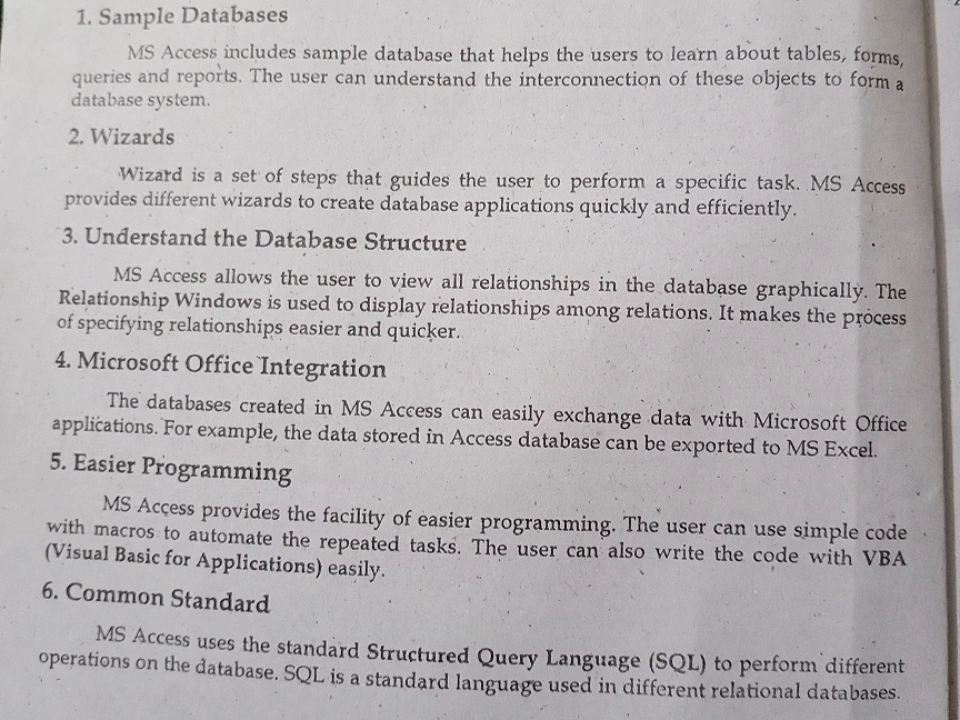 1. Sample Databases
MS Access includes sample database that helps the users to learn about tables, forms,
queries and reports. The user can understand the interconnection of these objects to form a
database system.
2. Wizards
Wizard is a set of steps that guides the user to perform a specific task. MS Access
provides different wizards to create database applications quickly and efficiently.
3. Understand the Database Structure
MS Access allows the user to view all relationships in the database graphically. The
Relationship Windows is used to display relationships among relations. It makes the process
of specifying relationships easier and quicker.
4. Microsoft Office Integration
The databases created in MS Access can easily exchange data with Microsoft Office
applications. For example, the data stored in Access database can be exported to MS Excel.
5. Easier Programming
MS Access provides the facility of easier programming. The user can use simple code
with macros to automate the repeated tasks. The user can also write the code with VBA
(Visual Basic for Applications) easily.
6. Common Standard
MS Access uses the standard Structured Query Language (SQL) to perform different
operations on the database. SQL is a standard language used in different relational databases.